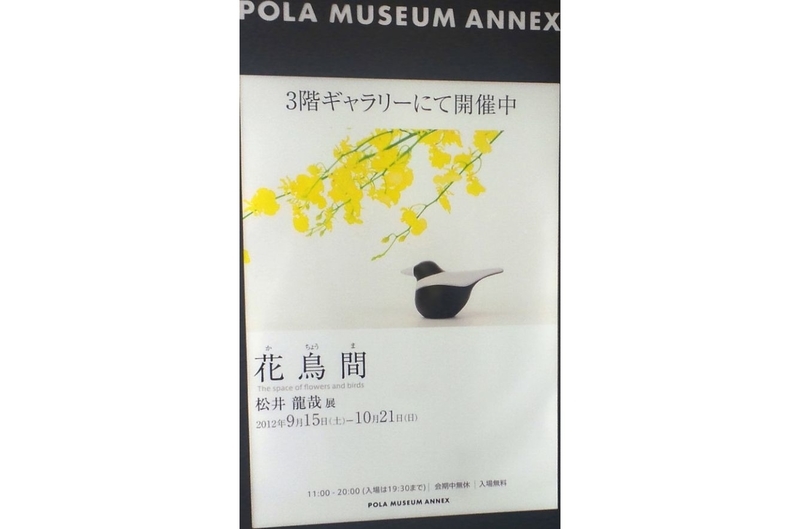 POLA MUSEUM ANNEX
3階ギャラリーにて開催中
か ちょう ま
花鳥間
The space of flowers and birds
松井 龍哉 展
2012年9月15日(土)－10月21日(日)
11:00 - 20:00 (入場は19:30まで)｜会期中無休｜入場無料
POLA MUSEUM ANNEX